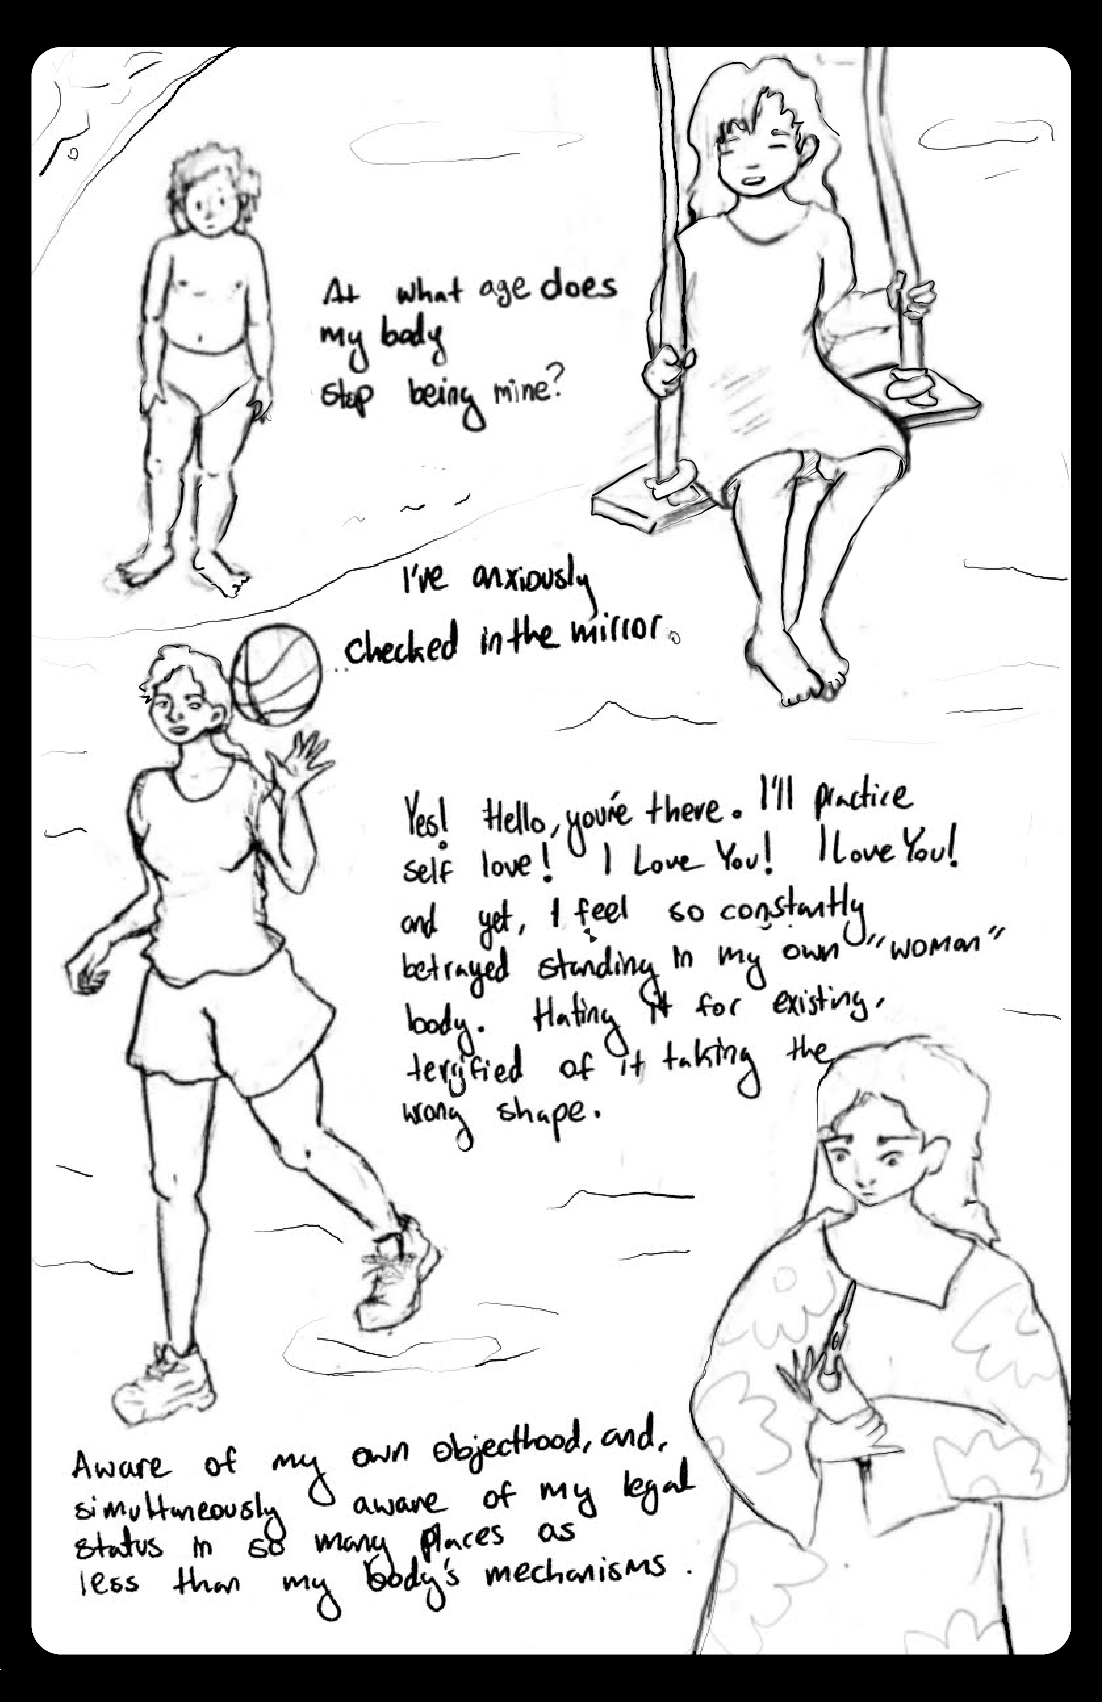 At what age does
my body
stop being mine?
I've anxiously
checked in the mirror.
Yes! Hello, you're there. I'll practice
self love! I Love You! I Love You!
and yet, I feel so constantly
betrayed standing in my own "woman"
body. Hating it for existing,
terrified of it taking the
wrong shape.
Aware of my own objecthood, and,
simultaneously aware of my legal
status in so many places as
less than my body's mechanisms.